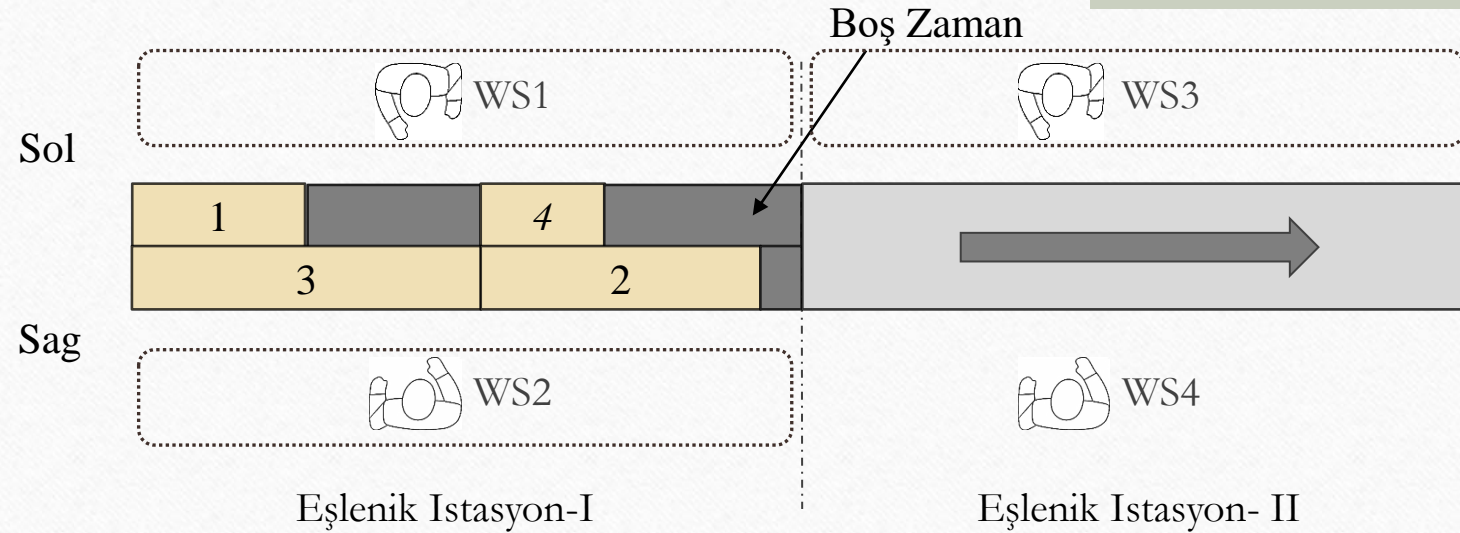 Boş Zaman
WS1
WS3
Sol
1
4
3
2
Sag
WS2
WS4
Eşlenik Istasyon-I
Eşlenik Istasyon- II